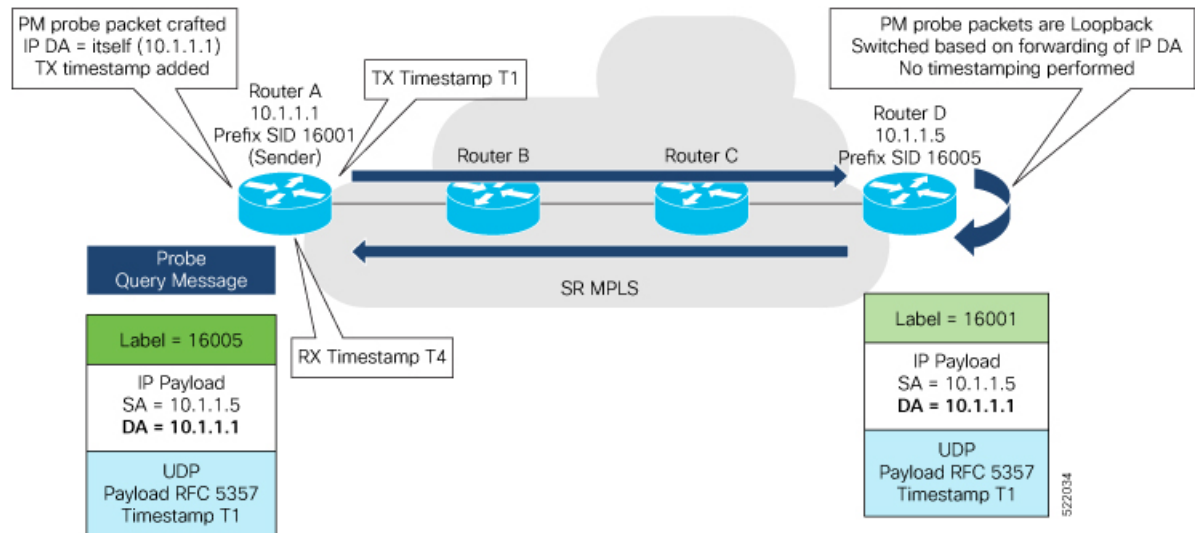 PM probe packet crafted
IP DA = itself (10.1.1.1)
TX timestamp added
TX Timestamp T1
PM probe packets are Loopback
Switched based on forwarding of IP DA
No timestamping performed
Router A
10.1.1.1
Prefix SID 16001
(Sender)
Router B
Router C
Router D
10.1.1.5
Prefix SID 16005
Probe
Query Message
SR MPLS
RX Timestamp T4
Label = 16005
IP Payload
SA = 10.1.1.5
DA = 10.1.1.1
UDP
Payload RFC 5357
Timestamp T1
Label = 16001
IP Payload
SA = 10.1.1.5
DA = 10.1.1.1
UDP
Payload RFC 5357
Timestamp T1
522034